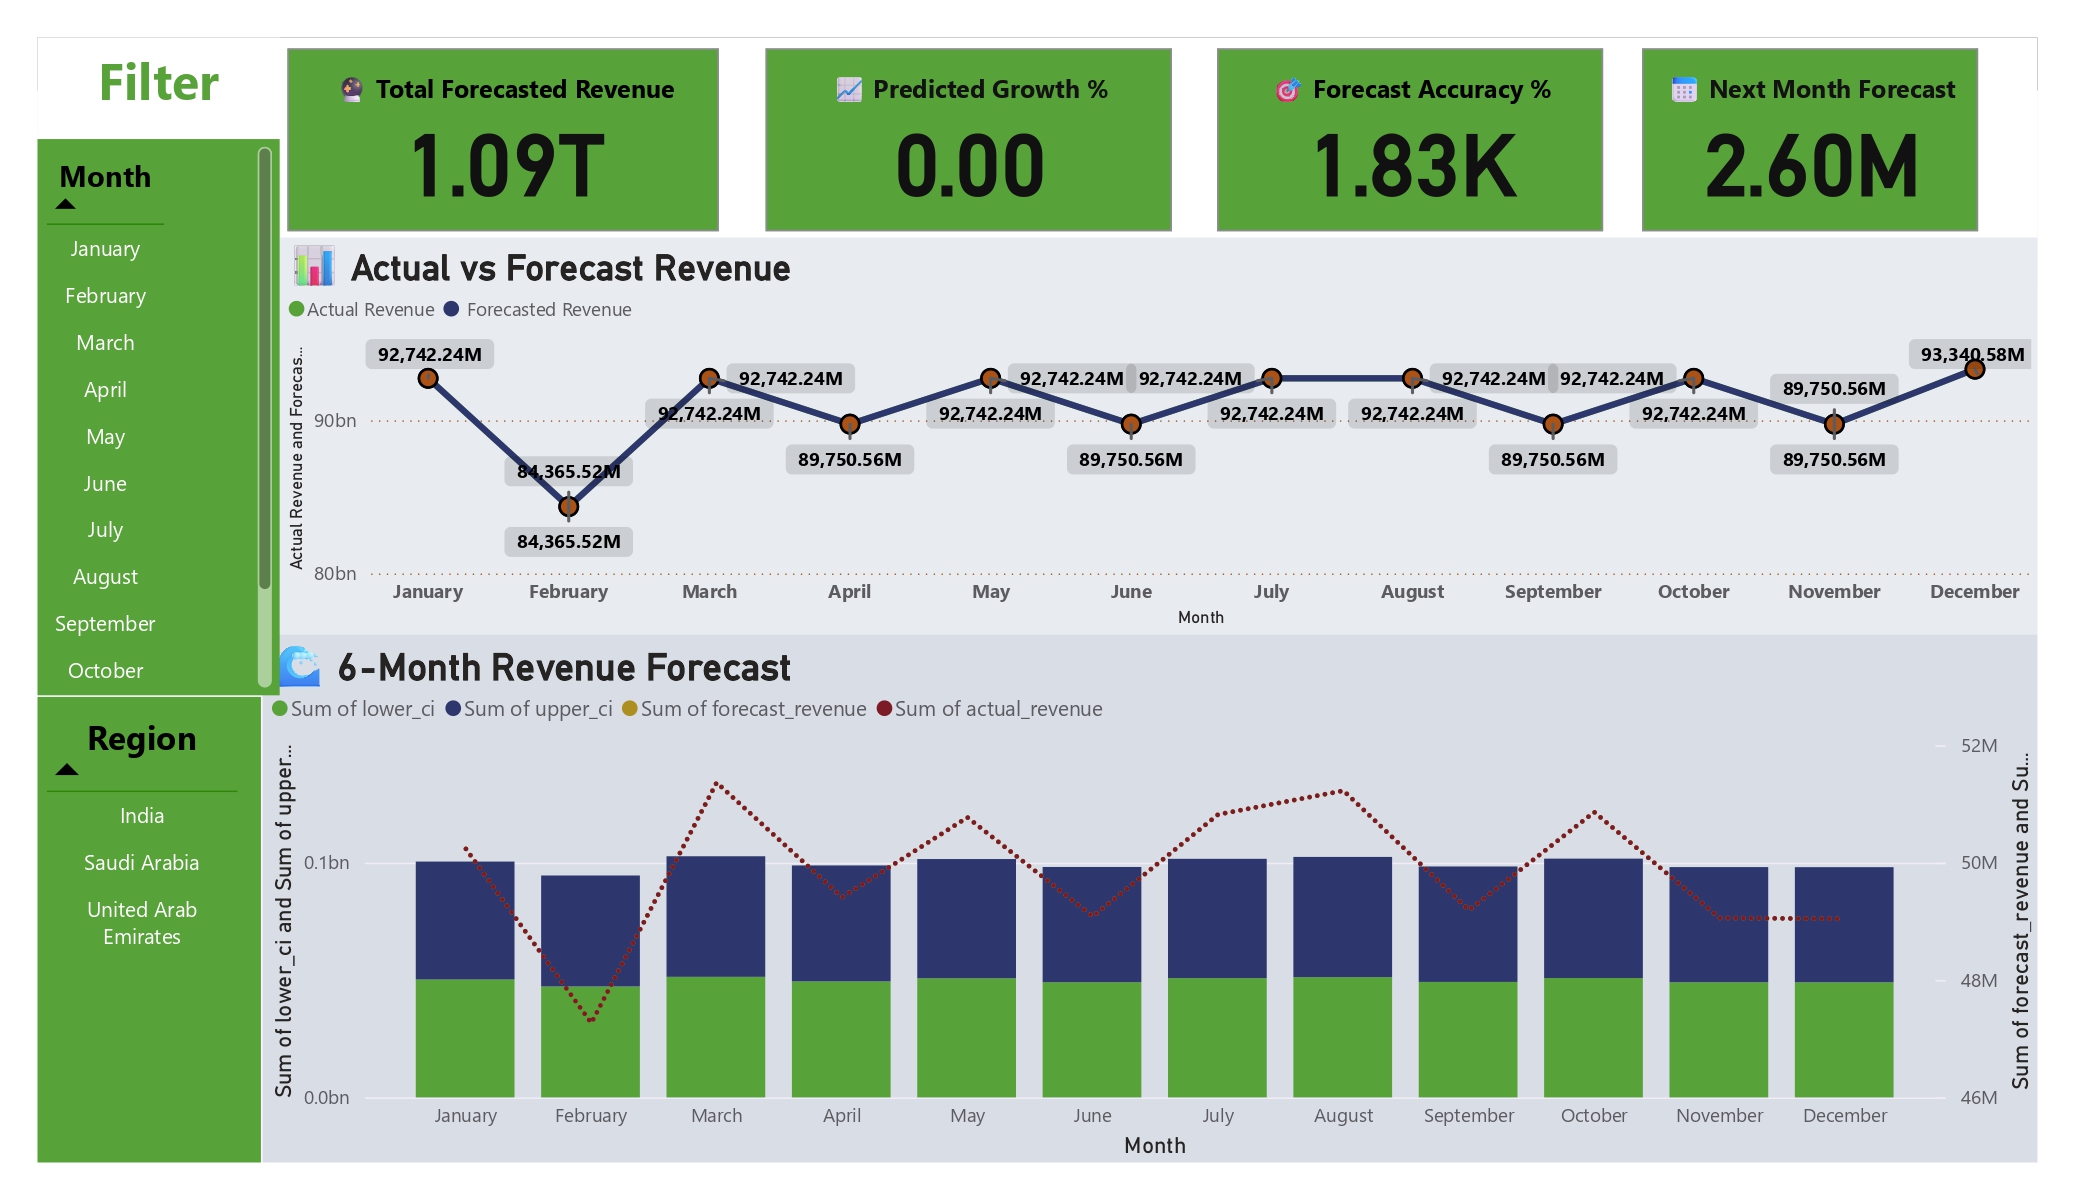 Filter
Total Forecasted Revenue
1.09T
Predicted Growth %
0.00
Forecast Accuracy %
1.83K
Next Month Forecast
2.60M
Month
January
February
March
April
May
June
July
August
September
October
Region
India
Saudi Arabia
United Arab
Emirates
Actual vs Forecast Revenue
Actual Revenue
Forecasted Revenue
Actual Revenue and Forecas...
90bn
80bn
92,742.24M
84,365.52M
84,365.52M
92,742.24M
92,742.24M
89,750.56M
92,742.24M
92,742.24M
92,742.24M
89,750.56M
92,742.24M
92,742.24M
92,742.24M
92,742.24M
89,750.56M
92,742.24M
89,750.56M
89,750.56M
93,340.58M
January
February
March
April
May
June
July
August
September
October
November
December
Month
6-Month Revenue Forecast
Sum of lower_ci
Sum of upper_ci
Sum of forecast_revenue
Sum of actual_revenue
Sum of lower_ci and Sum of upper...
0.1bn
0.0bn
52M
50M
48M
46M
Sum of forecast_revenue and Su...
January
February
March
April
May
June
July
August
September
October
November
December
Month